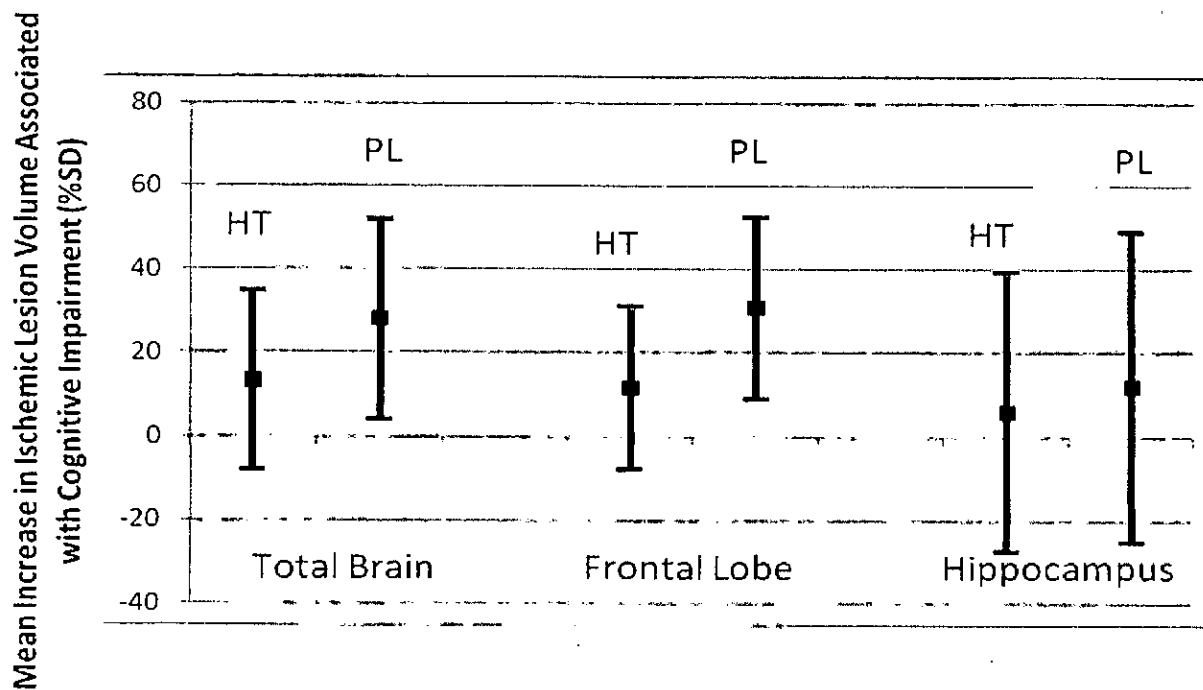 Mean Increase in Ischemic Lesion Volume Associated
with Cognitive Impairment (%SD)
80
60
40
20
0
-20
-40
HT
PL
HT
PL
HT
PL
Total Brain
Frontal Lobe
Hippocampus